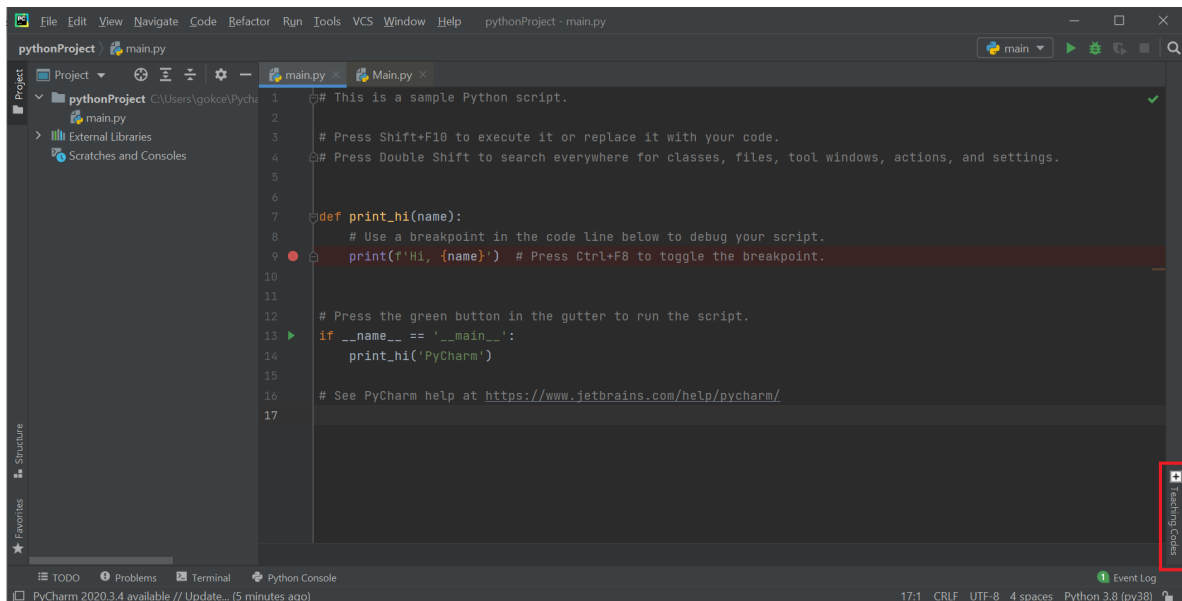 PC File Edit View Navigate Code Refactor Run Tools VCS Window Help pythonProject - main.py
pythonProject main.py main
Project Project main.py Main.py
pythonProject C:\Users\gokce\Pycha
main.py
External Libraries
Scratches and Consoles
1 # This is a sample Python script.
2
3 # Press Shift+F10 to execute it or replace it with your code.
4 # Press Double Shift to search everywhere for classes, files, tool windows, actions, and settings.
5
6
7 def print_hi(name):
8 # Use a breakpoint in the code line below to debug your script.
9 print(f'Hi, {name}') # Press Ctrl+F8 to toggle the breakpoint.
10
11
12 # Press the green button in the gutter to run the script.
13 if __name__ == '__main__':
14 print_hi('PyCharm')
15
16 # See PyCharm help at https://www.jetbrains.com/help/pycharm/
17
Structure
Favorites
Teaching Codes
TODO Problems Terminal Python Console 1 Event Log
PyCharm 2020.3.4 available // Update... (5 minutes ago) 17:1 CRLF UTF-8 4 spaces Python 3.8 (py38)